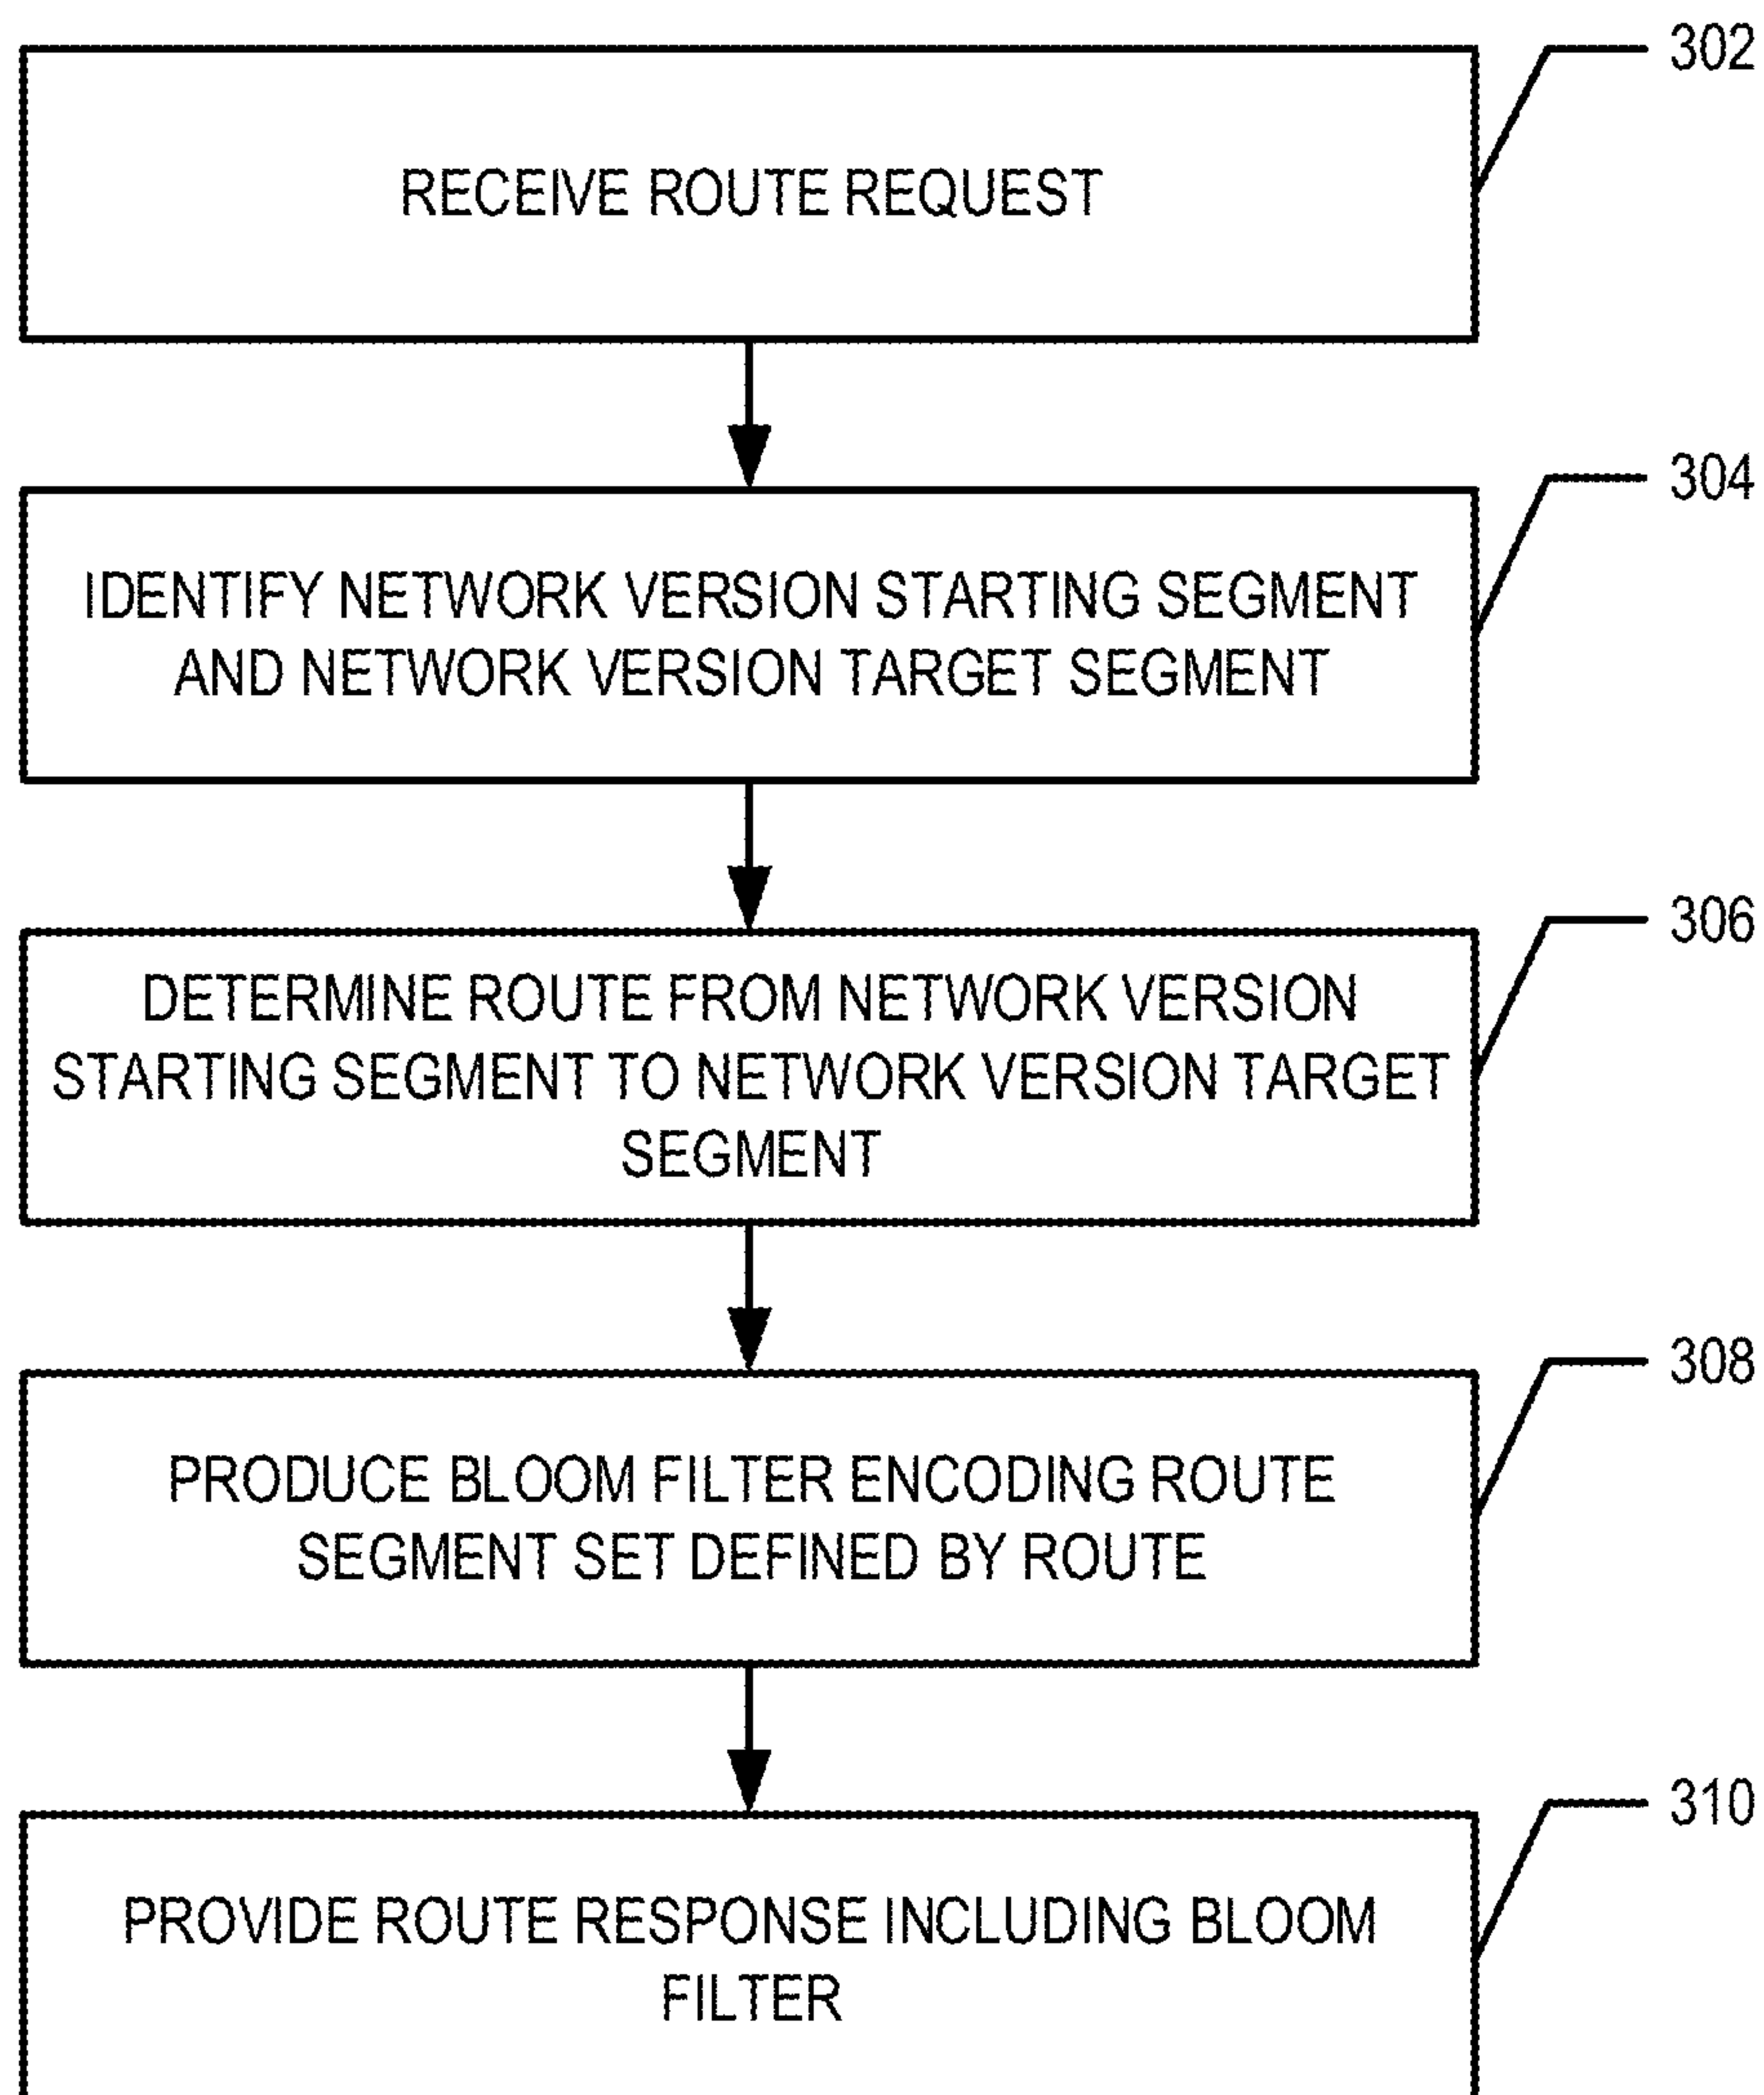 302
RECEIVE ROUTE REQUEST
304
IDENTIFY NETWORK VERSION STARTING SEGMENT
AND NETWORK VERSION TARGET SEGMENT
306
DETERMINE ROUTE FROM NETWORK VERSION
STARTING SEGMENT TO NETWORK VERSION TARGET
SEGMENT
308
PRODUCE BLOOM FILTER ENCODING ROUTE
SEGMENT SET DEFINED BY ROUTE
310
PROVIDE ROUTE RESPONSE INCLUDING BLOOM
FILTER